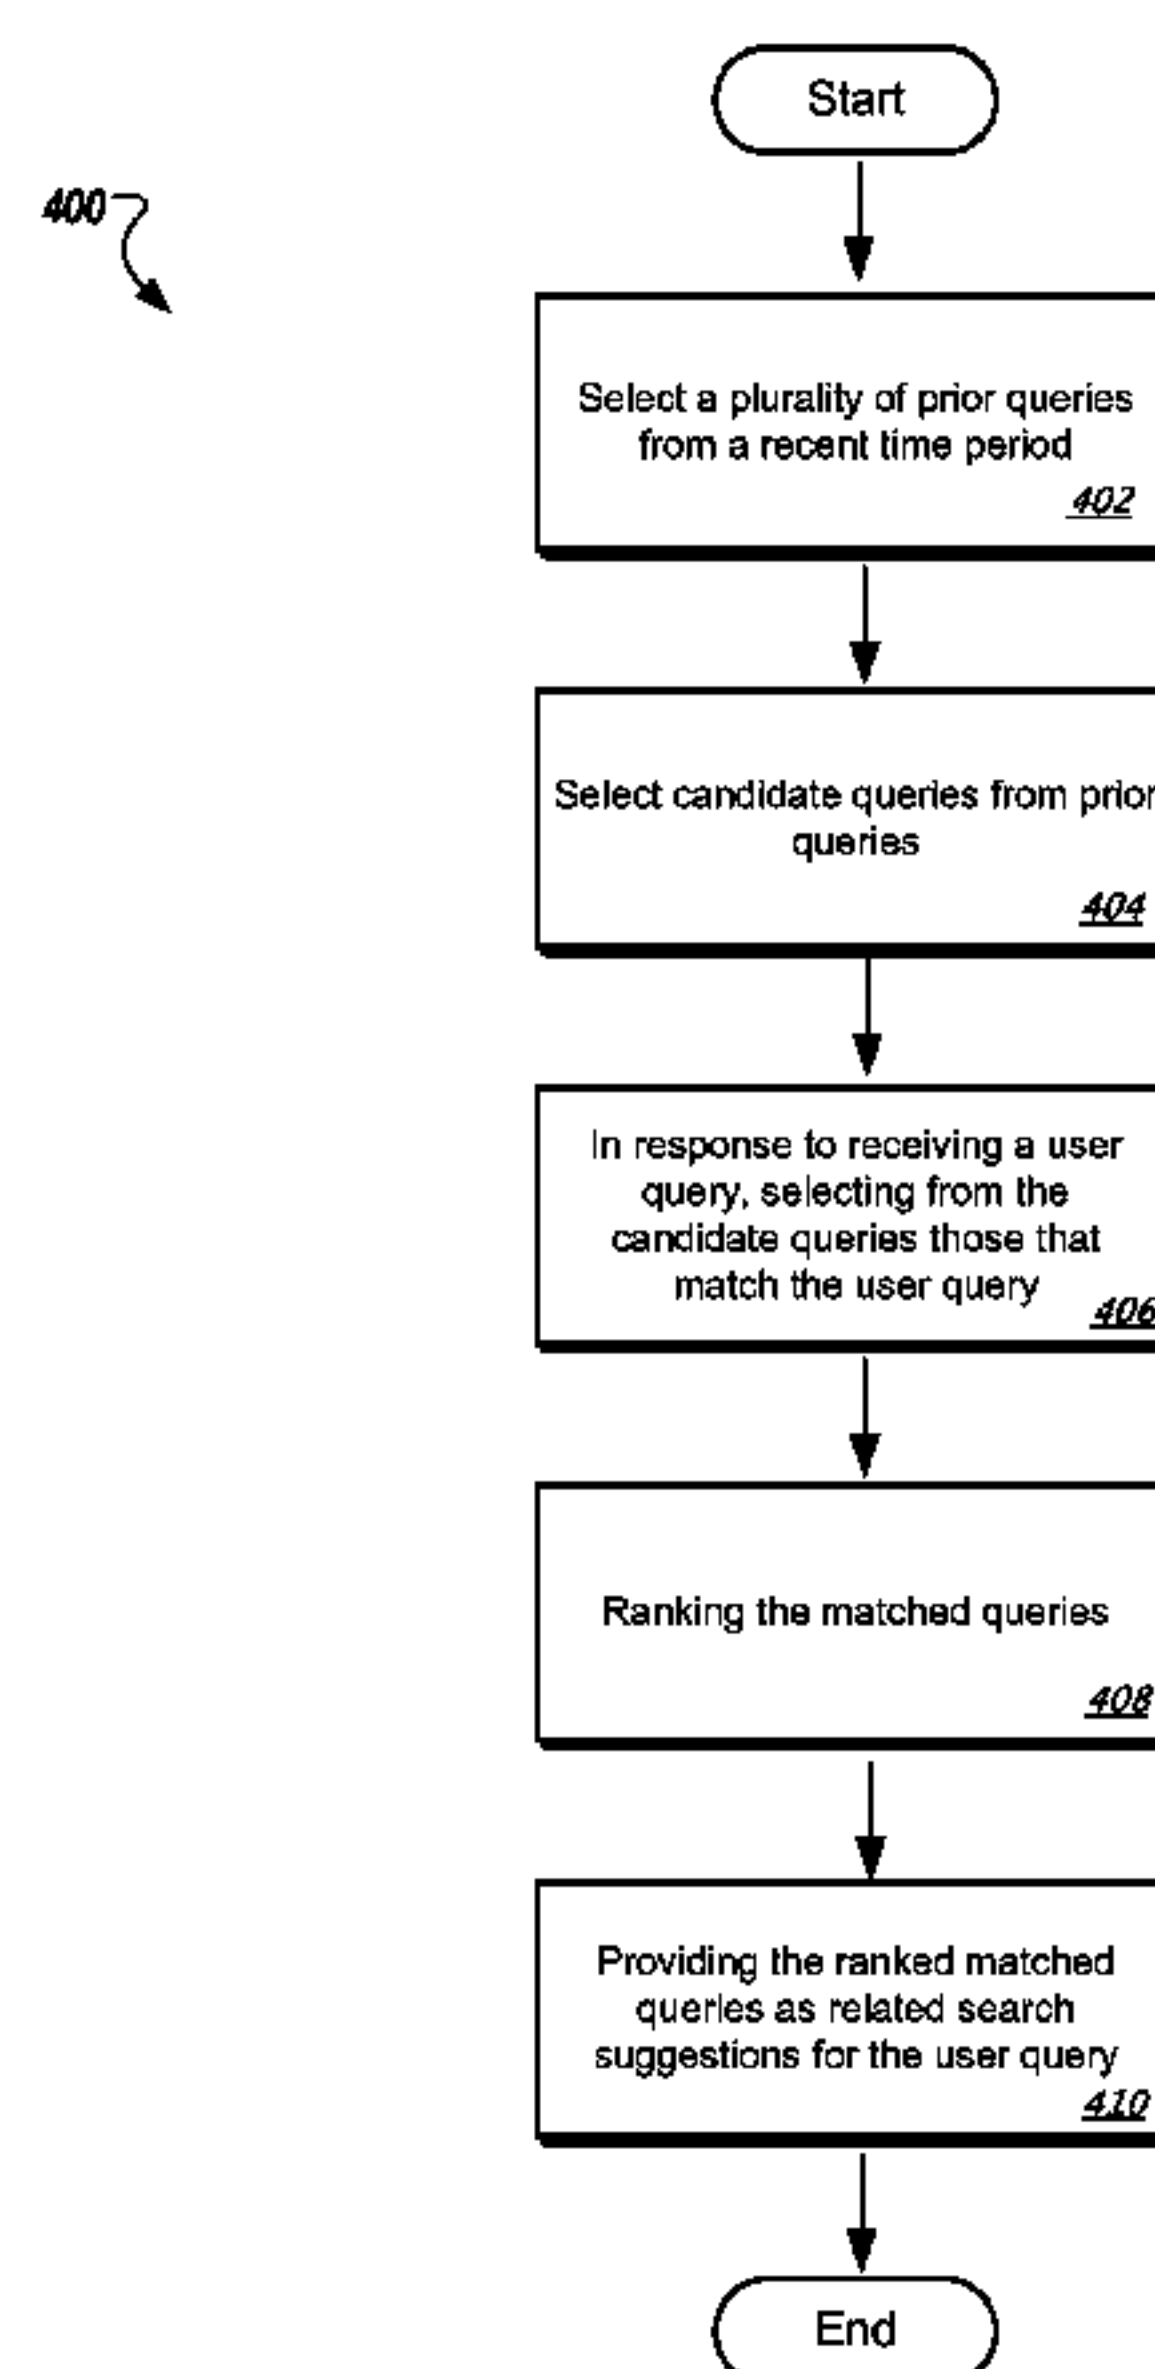 Start
400
Select a plurality of prior queries
from a recent time period
402
Select candidate queries from prior
queries
404
In response to receiving a user
query, selecting from the
candidate queries those that
match the user query
406
Ranking the matched queries
408
Providing the ranked matched
queries as related search
suggestions for the user query
410
End